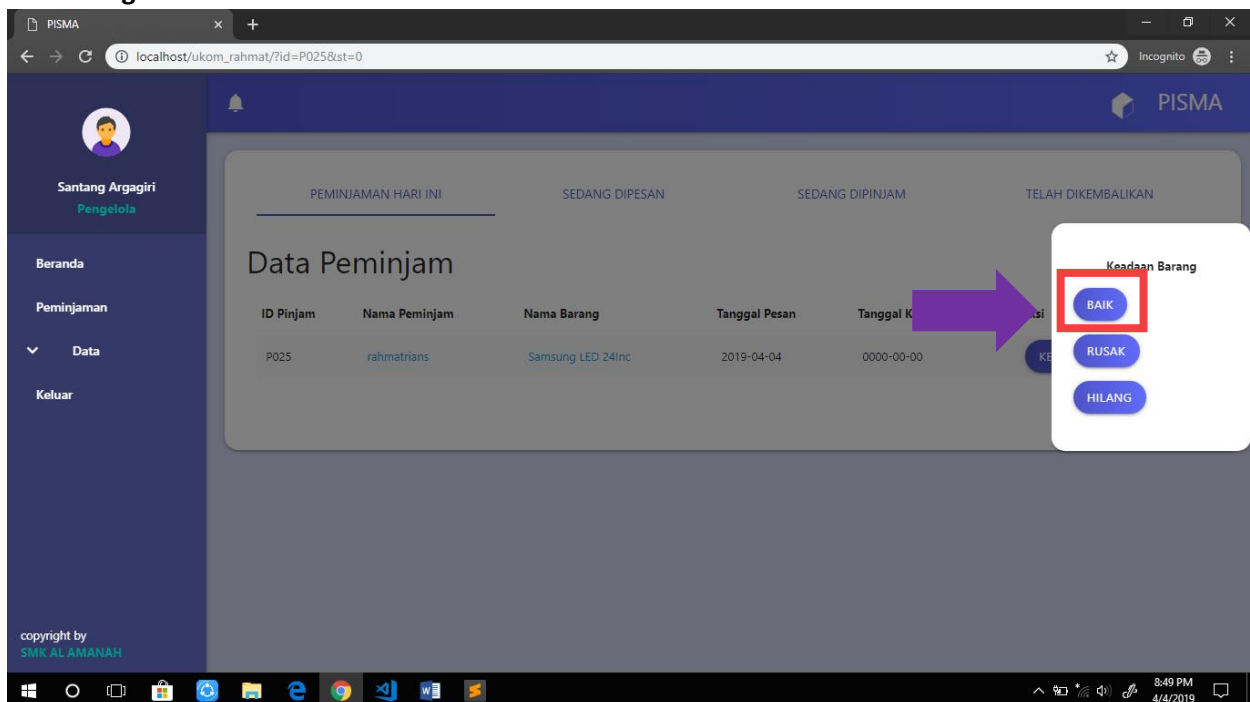 PISMA
localhost/ukom_rahmat/?id=P025&st=0
Incognito
PISMA
Santang Argagiri
Pengelola
Beranda
Peminjaman
Data
Keluar
copyright by
SMK AL AMANAH
PEMINJAMAN HARI INI
SEDANG DIPESAN
SEDANG DIPINJAM
TELAH DIKEMBALIKAN
Data Peminjam
ID Pinjam Nama Peminjam Nama Barang Tanggal Pesan Tanggal K
P025 rahmatrians Samsung LED 24Inc 2019-04-04 0000-00-00 KE
Keadaan Barang
BAIK
RUSAK
HILANG
8:49 PM
4/4/2019